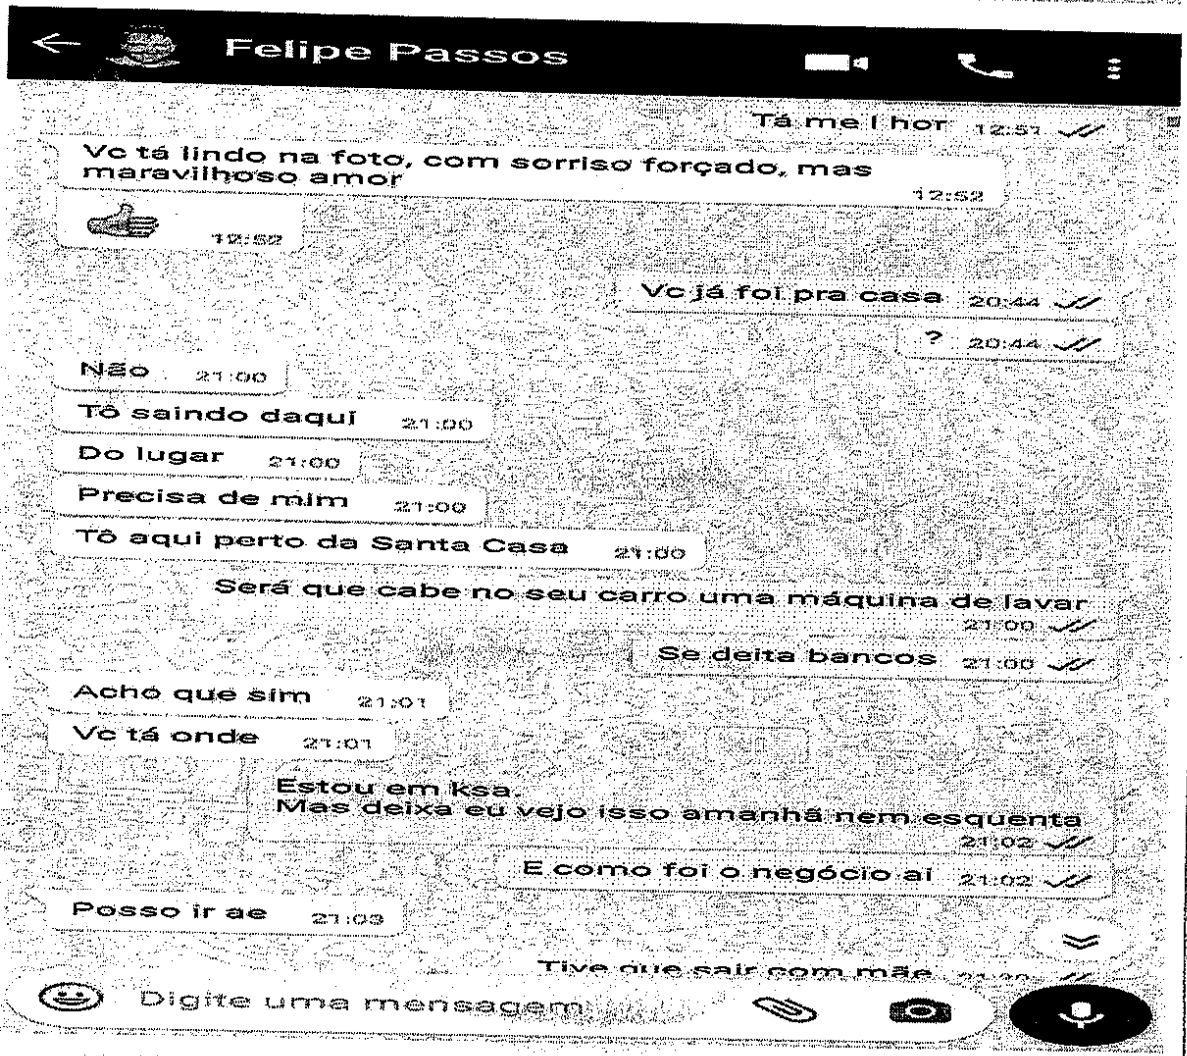 Felipe Passos
Tá melhor 12:51
Vc tá lindo na foto, com sorriso forçado, mas
maravilhoso amor
12:52
12:52
Vc já foi pra casa 20:44
? 20:44
Não 21:00
Tô saindo daqui 21:00
Do lugar 21:00
Precisa de mim 21:00
Tô aqui perto da Santa Casa 21:00
Será que cabe no seu carro uma máquina de lavar
21:00
Se deita bancos 21:00
Acho que sim 21:01
Vc tá onde 21:01
Estou em ksa.
Mas deixa eu vejo isso amanhã nem esquenta
21:02
E como foi o negócio aí 21:02
Posso ir ae 21:03
Tive que sair com mãe
Digite uma mensagem